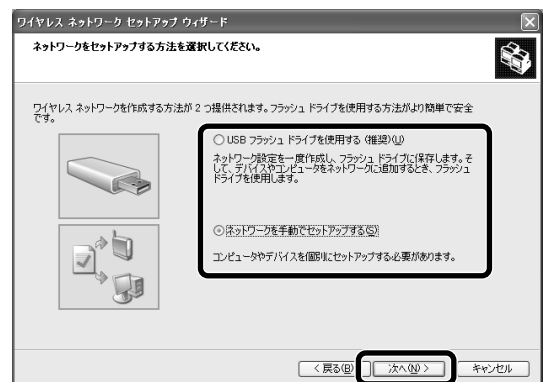 ワイヤレス ネットワーク セットアップ ウィザード
ネットワークをセットアップする方法を選択してください。
ワイヤレス ネットワークを作成する方法が 2 つ提供されます。フラッシュ ドライブを使用する方法がより簡単で安全
です。
USB フラッシュ ドライブを使用する (推奨)(U)
ネットワーク設定を一度作成し、フラッシュ ドライブに保存します。そ
して、デバイスやコンピュータをネットワークに追加するとき、フラッシュ
ドライブを使用します。
ネットワークを手動でセットアップする(S)
コンピュータやデバイスを個別にセットアップする必要があります。
< 戻る(B) 次へ(N) > キャンセル